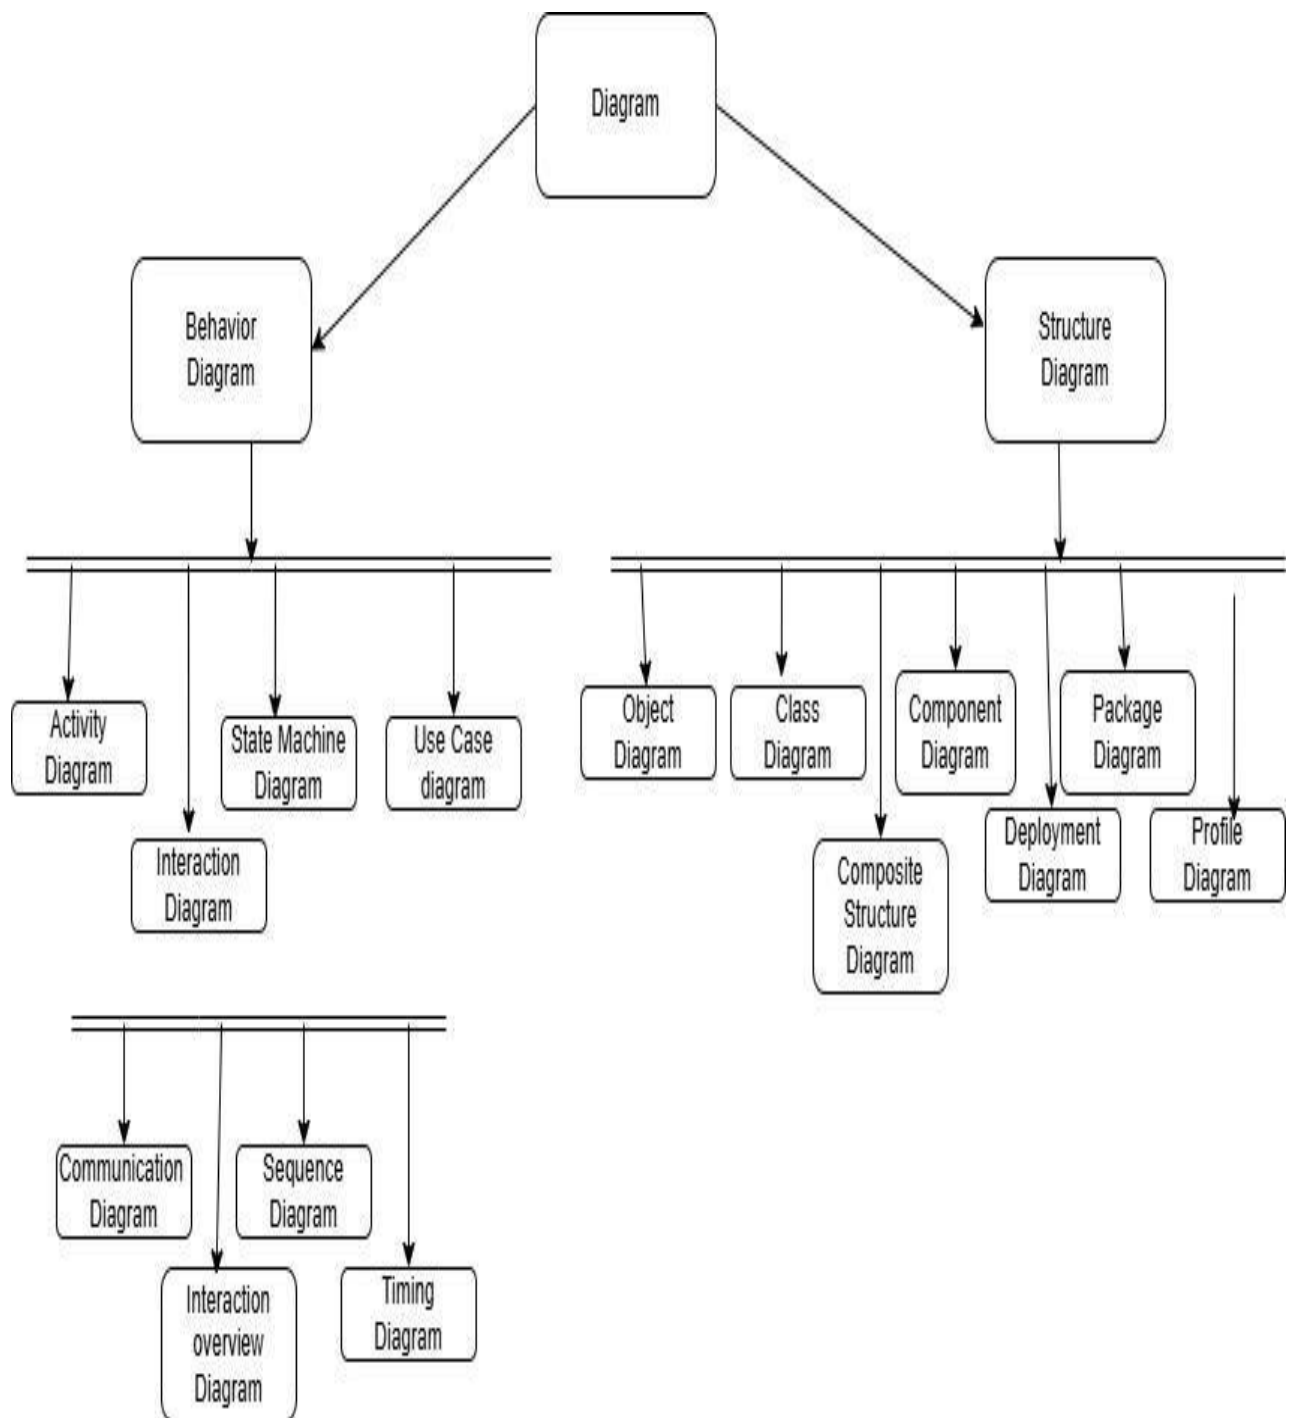 Diagram
Behavior
Diagram
Structure
Diagram
Activity
Diagram
State Machine
Diagram
Use Case
diagram
Interaction
Diagram
Object
Diagram
Class
Diagram
Component
Diagram
Package
Diagram
Composite
Structure
Diagram
Deployment
Diagram
Profile
Diagram
Communication
Diagram
Sequence
Diagram
Interaction
overview
Diagram
Timing
Diagram